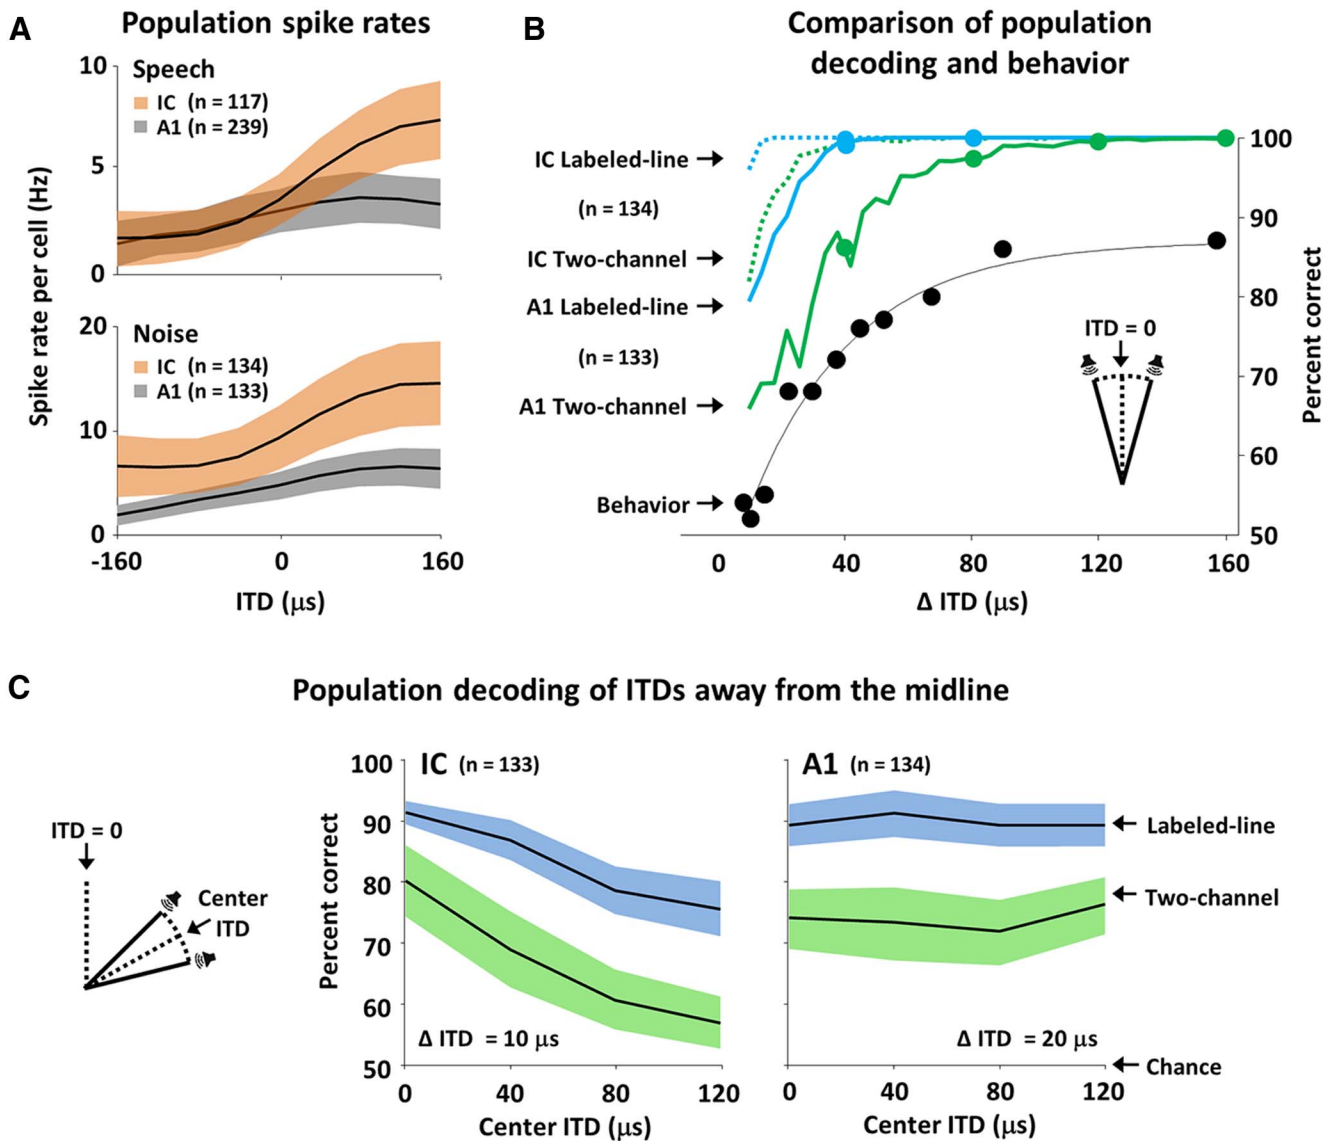 A
Population spike rates
Spike rate per cell (Hz)
10
5
0
Speech
IC (n = 117)
A1 (n = 239)
20
10
0
Noise
IC (n = 134)
A1 (n = 133)
-160
0
160
ITD (μs)
B
Comparison of population
decoding and behavior
IC Labeled-line
(n = 134)
IC Two-channel
A1 Labeled-line
(n = 133)
A1 Two-channel
Behavior
ITD = 0
100
90
80
70
60
50
Percent correct
0
40
80
120
160
Δ ITD (μs)
C
Population decoding of ITDs away from the midline
ITD = 0
Center
ITD
Percent correct
100
90
80
70
60
50
IC (n = 133)
Δ ITD = 10 μs
0
40
80
120
Center ITD (μs)
A1 (n = 134)
Δ ITD = 20 μs
0
40
80
120
Center ITD (μs)
Labeled-line
Two-channel
Chance